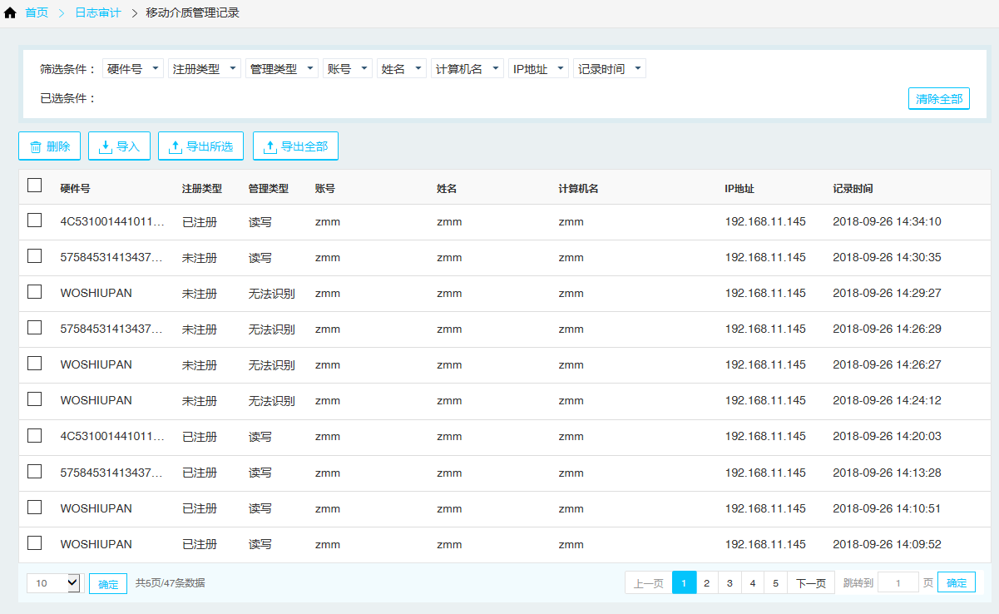 首页 > 日志审计 > 移动介质管理记录
筛选条件： 硬件号 注册类型 管理类型 账号 姓名 计算机名 IP地址 记录时间
已选条件： 清除全部
删除 导入 导出所选 导出全部
硬件号 注册类型 管理类型 账号 姓名 计算机名 IP地址 记录时间
4C531001441011... 已注册 读写 zmm zmm zmm 192.168.11.145 2018-09-26 14:34:10
57584531413437... 未注册 读写 zmm zmm zmm 192.168.11.145 2018-09-26 14:30:35
WOSHIUPAN 未注册 无法识别 zmm zmm zmm 192.168.11.145 2018-09-26 14:29:27
57584531413437... 未注册 无法识别 zmm zmm zmm 192.168.11.145 2018-09-26 14:26:29
WOSHIUPAN 未注册 无法识别 zmm zmm zmm 192.168.11.145 2018-09-26 14:26:27
WOSHIUPAN 未注册 无法识别 zmm zmm zmm 192.168.11.145 2018-09-26 14:24:12
4C531001441011... 已注册 读写 zmm zmm zmm 192.168.11.145 2018-09-26 14:20:03
57584531413437... 已注册 读写 zmm zmm zmm 192.168.11.145 2018-09-26 14:13:28
WOSHIUPAN 已注册 读写 zmm zmm zmm 192.168.11.145 2018-09-26 14:10:51
WOSHIUPAN 已注册 读写 zmm zmm zmm 192.168.11.145 2018-09-26 14:09:52
10 确定 共5页/47条数据 上一页 1 2 3 4 5 下一页 跳转到 1 页 确定